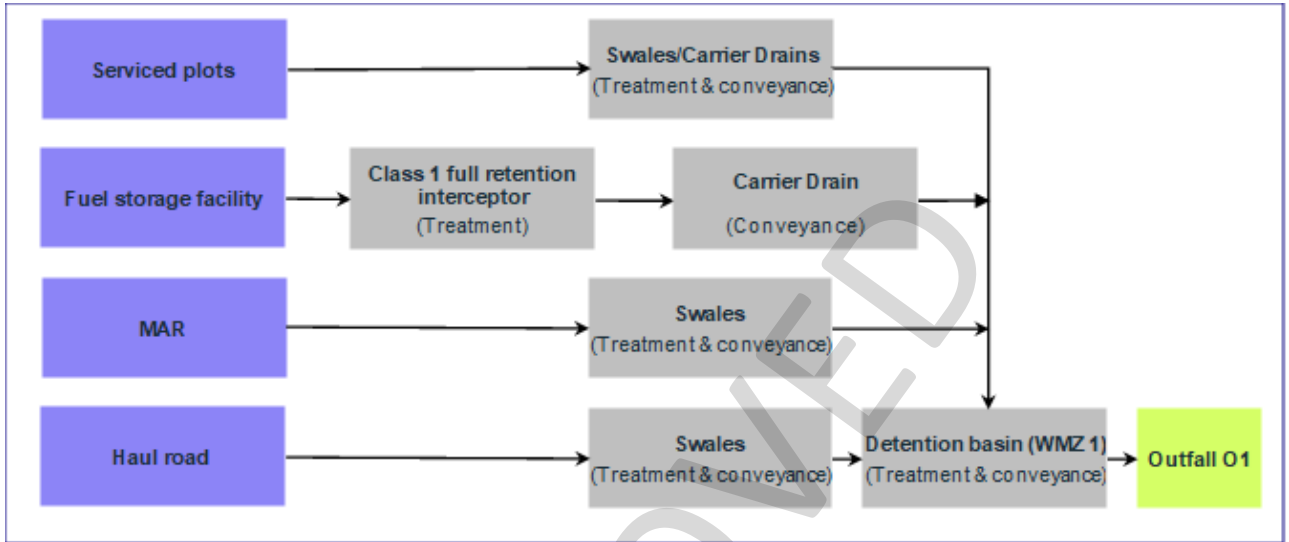 Serviced plots
Swales/Carrier Drains
(Treatment & conveyance)
Fuel storage facility
Class 1 full retention
interceptor
(Treatment)
Carrier Drain
(Conveyance)
MAR
Swales
(Treatment & conveyance)
Haul road
Swales
(Treatment & conveyance)
Detention basin (WMZ 1)
(Treatment & conveyance)
Outfall O1
OVED